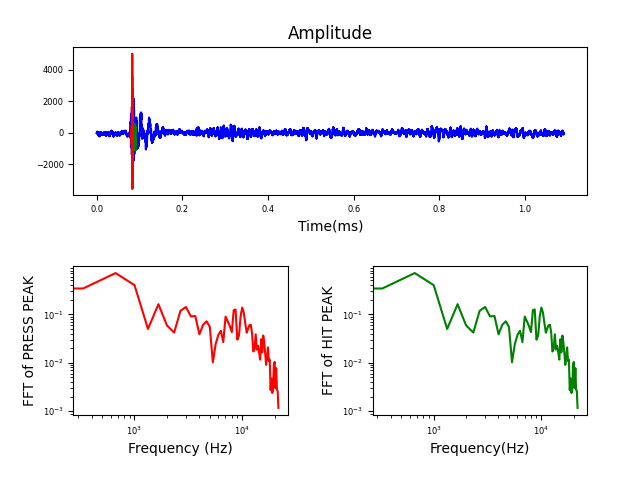 Amplitude
4000
2000
0
−2000
0.0 0.2 0.4 0.6 0.8 1.0
Time(ms)
FFT of PRESS PEAK
10⁻¹
10⁻²
10⁻³
10³ 10⁴
Frequency (Hz)
FFT of HIT PEAK
10⁻¹
10⁻²
10⁻³
10³ 10⁴
Frequency(Hz)